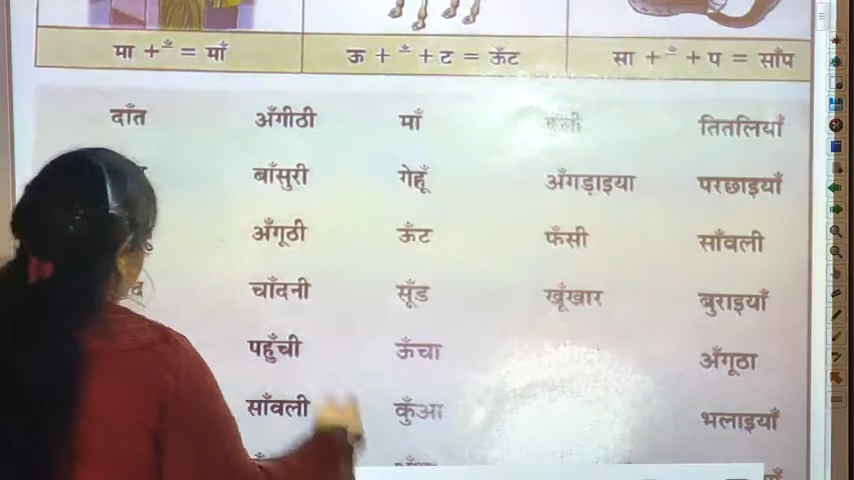 मा + ँ = माँ ऊ + ँ + ट = ऊँट सा + ँ + प = साँप
दाँत अँगीठी माँ तितलियाँ
बाँसुरी गेहूँ अँगड़ाइया परछाइयाँ
अँगूठी ऊँट फँसी साँवली
चाँदनी सूँड खूँखार बुराइयाँ
पहुँची ऊँचा अँगूठा
साँवली कुँआ भलाइयाँ